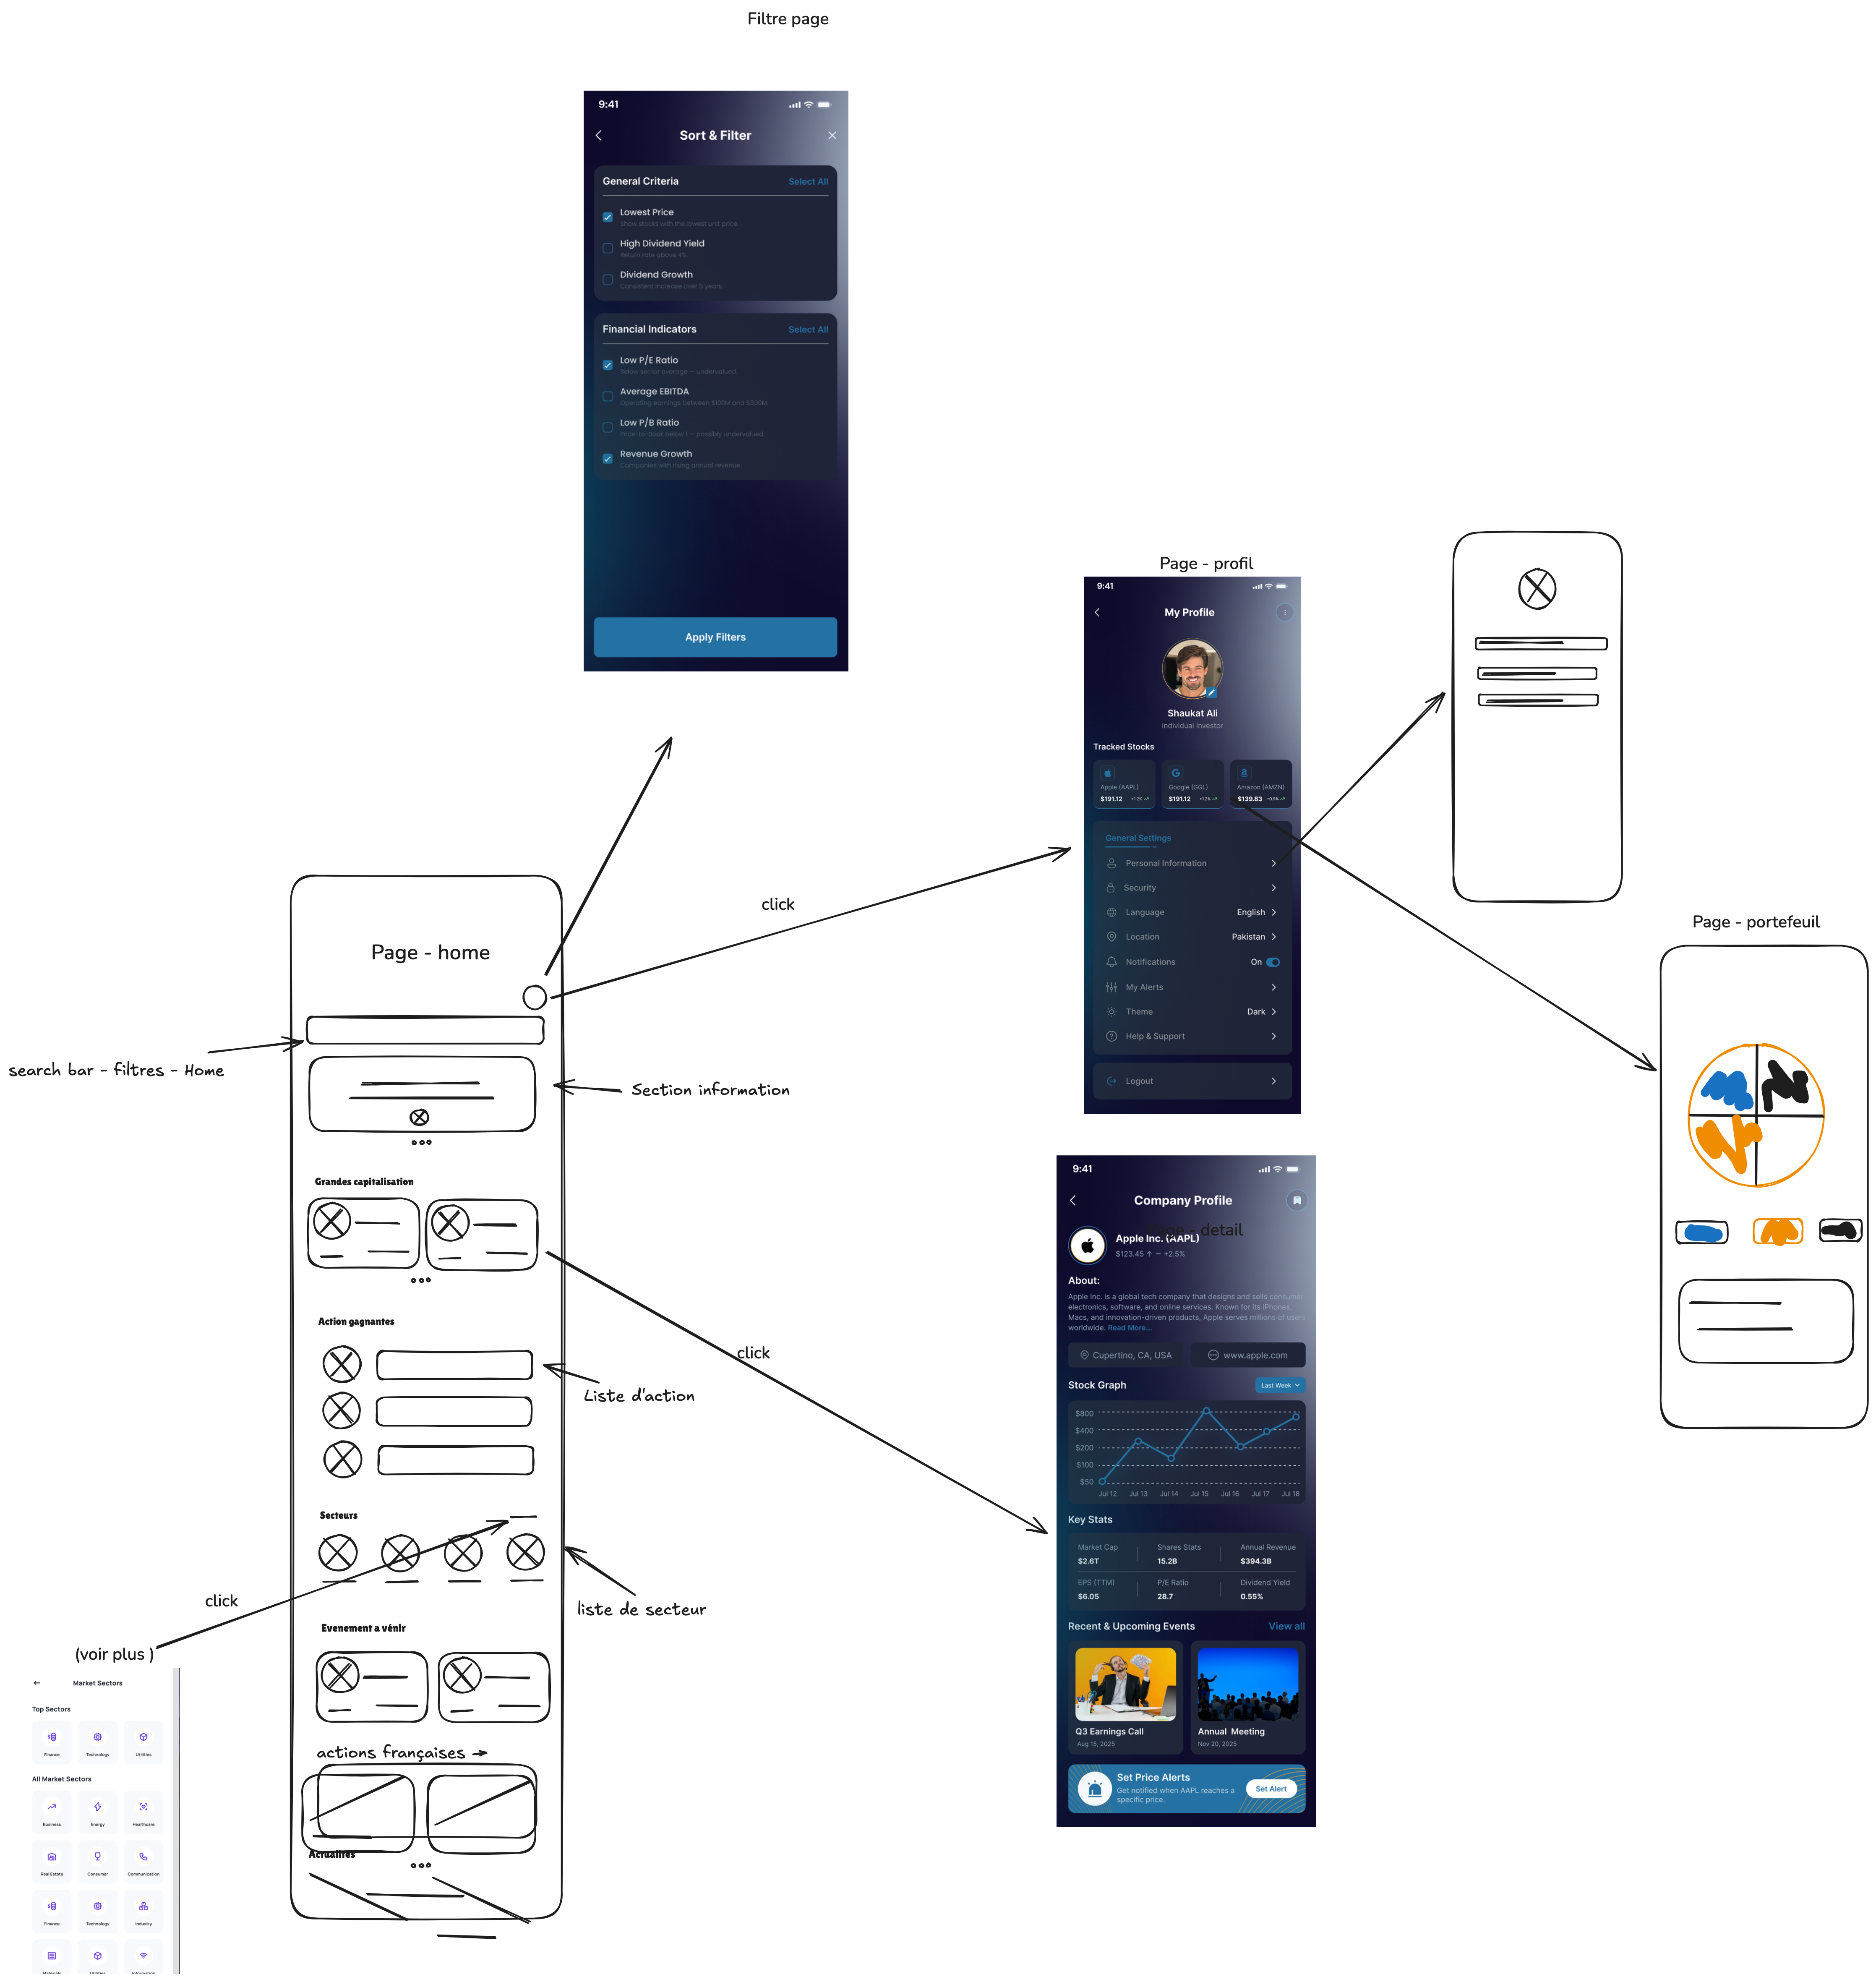 Filtre page
9:41
Sort & Filter
General Criteria
Select All
Lowest Price
Show stocks with the lowest unit price.
High Dividend Yield
Return rate above 4%.
Dividend Growth
Consistent increase over 5 years.
Financial Indicators
Select All
Low P/E Ratio
Below sector average — undervalued.
Average EBITDA
Operating earnings between $100M and $500M.
Low P/B Ratio
Price-to-Book below 1 — possibly undervalued.
Revenue Growth
Companies with rising annual revenue.
Apply Filters
Page - profil
9:41
My Profile
Shaukat Ali
Individual Investor
Tracked Stocks
Apple (AAPL)
$191.12 +1.2%
Google (GGL)
$191.12 +1.2%
Amazon (AMZN)
$139.83 +0.8%
General Settings
Personal Information
Security
Language English
Location Pakistan
Notifications On
My Alerts
Theme Dark
Help & Support
Logout
Page - portefeuil
click
Page - home
search bar - filtres - Home
Section information
Grandes capitalisation
Action gagnantes
click
Liste d'action
Secteurs
liste de secteur
click
Evenement a vénir
(voir plus )
actions françaises
Actualités
Market Sectors
Top Sectors
Finance
Technology
Utilities
All Market Sectors
Business
Energy
Healthcare
Real Estate
Consumer
Communication
Finance
Technology
Industry
Materials
Utilities
Information
9:41
Company Profile
Page - detail
Apple Inc. (AAPL)
$123.45 ↑ — +2.5%
About:
Apple Inc. is a global tech company that designs and sells consumer
electronics, software, and online services. Known for its iPhones,
Macs, and innovation-driven products, Apple serves millions of users
worldwide. Read More...
Cupertino, CA, USA
www.apple.com
Stock Graph
Last Week
$800
$400
$200
$100
$50
Jul 12 Jul 13 Jul 14 Jul 15 Jul 16 Jul 17 Jul 18
Key Stats
Market Cap
$2.6T
Shares Stats
15.2B
Annual Revenue
$394.3B
EPS (TTM)
$6.05
P/E Ratio
28.7
Dividend Yield
0.55%
Recent & Upcoming Events
View all
Q3 Earnings Call
Aug 15, 2025
Annual Meeting
Nov 20, 2025
Set Price Alerts
Get notified when AAPL reaches a
specific price.
Set Alert